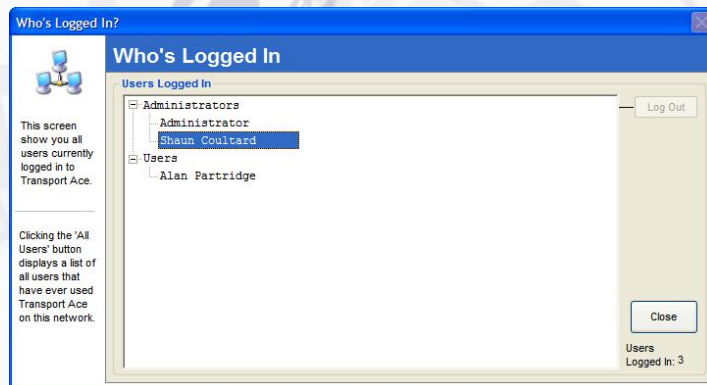 Who's Logged In?
Who's Logged In
Users Logged In
This screen
show you all
users currently
logged in to
Transport Ace.
Clicking the 'All
Users' button
displays a list of
all users that
have ever used
Transport Ace
on this network.
Administrators
Administrator
Shaun Coultard
Users
Alan Partridge
Log Out
Close
Users
Logged In: 3